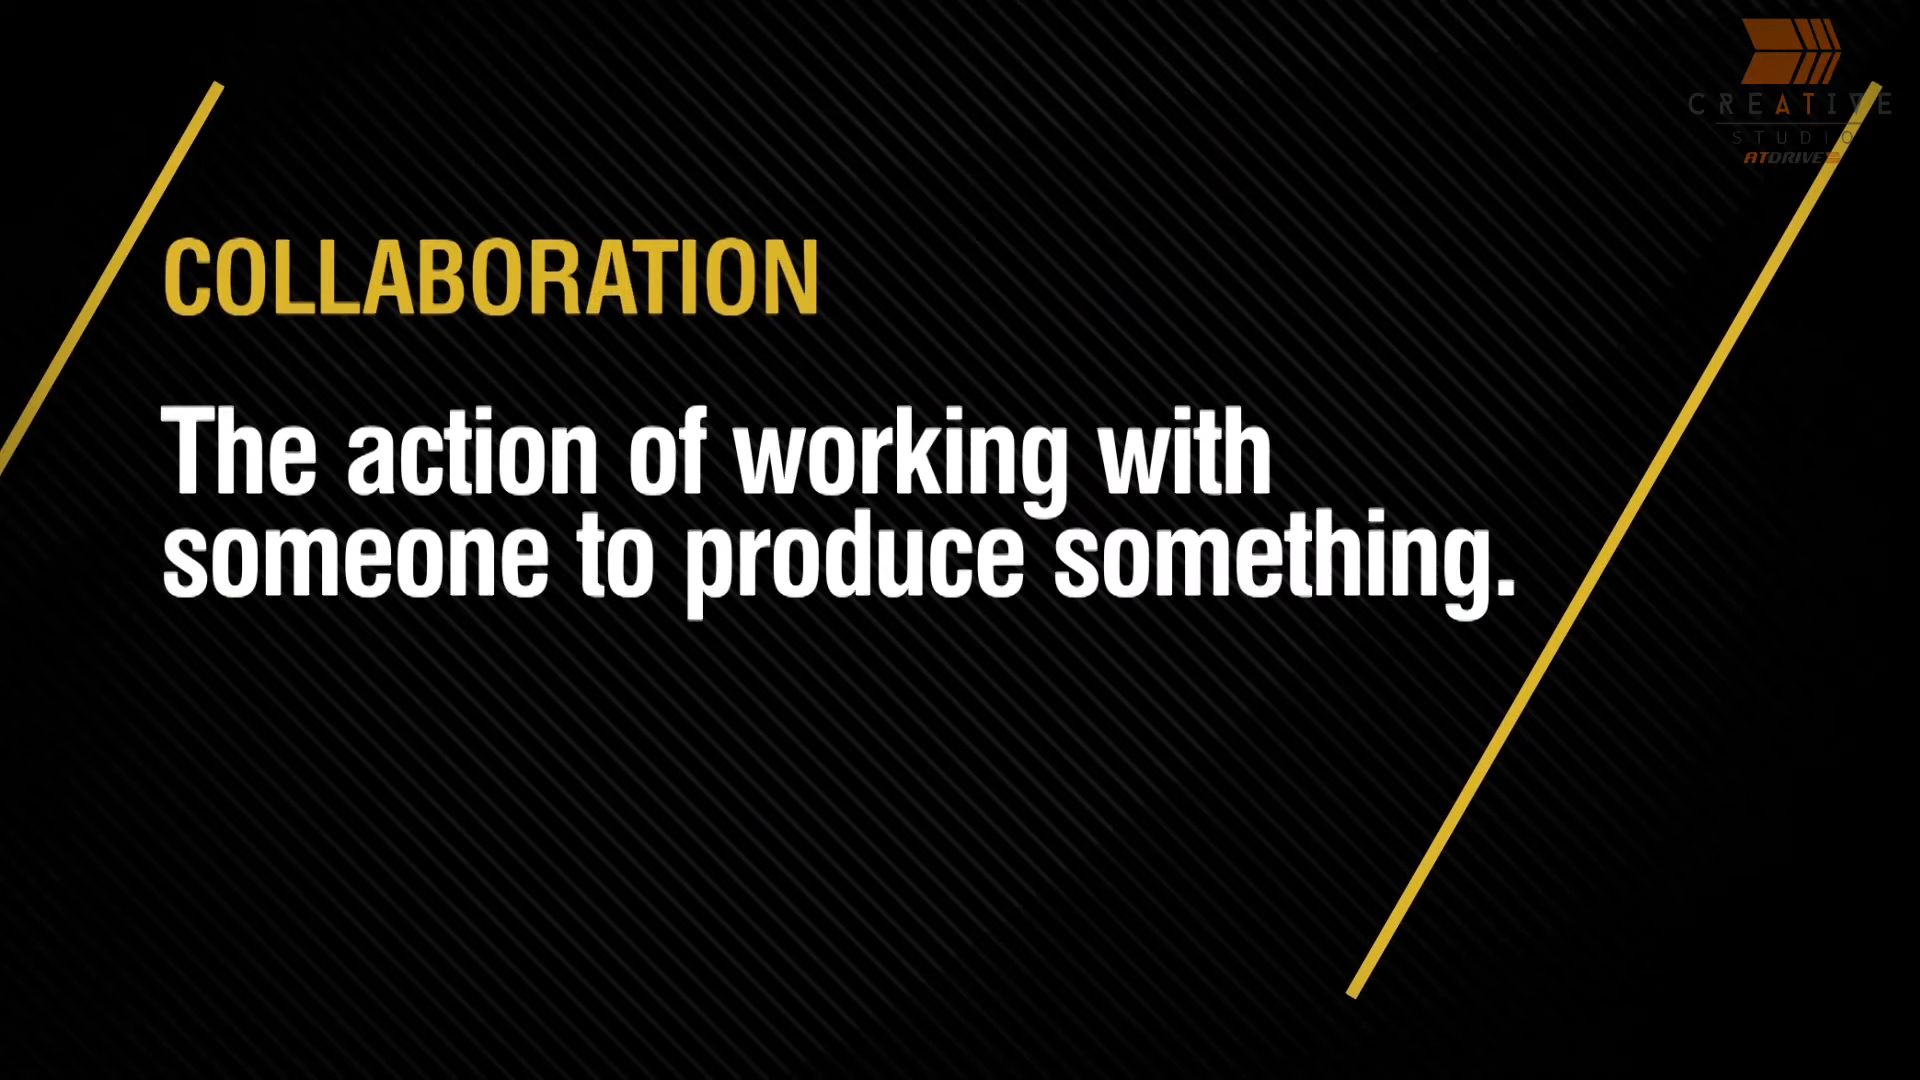 CREATIVE
STUDIO
ATDRIVE
COLLABORATION
The action of working with
someone to produce something.